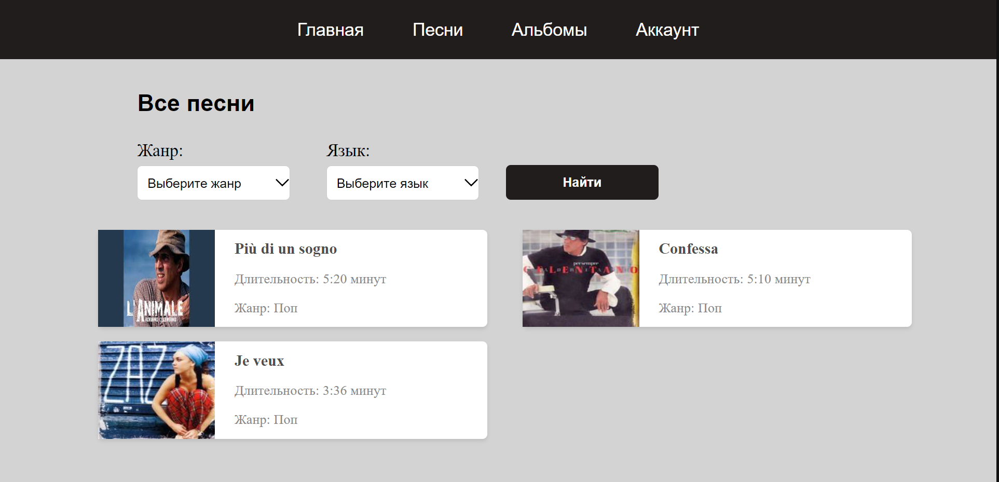 Главная Песни Альбомы Аккаунт
Все песни
Жанр: Язык:
Выберите жанр Выберите язык Найти
L'ANIMALE
ADRIANO CELENTANO
Più di un sogno
Длительность: 5:20 минут
Жанр: Поп
per sempre
Confessa
Длительность: 5:10 минут
Жанр: Поп
ZAZ
Je veux
Длительность: 3:36 минут
Жанр: Поп